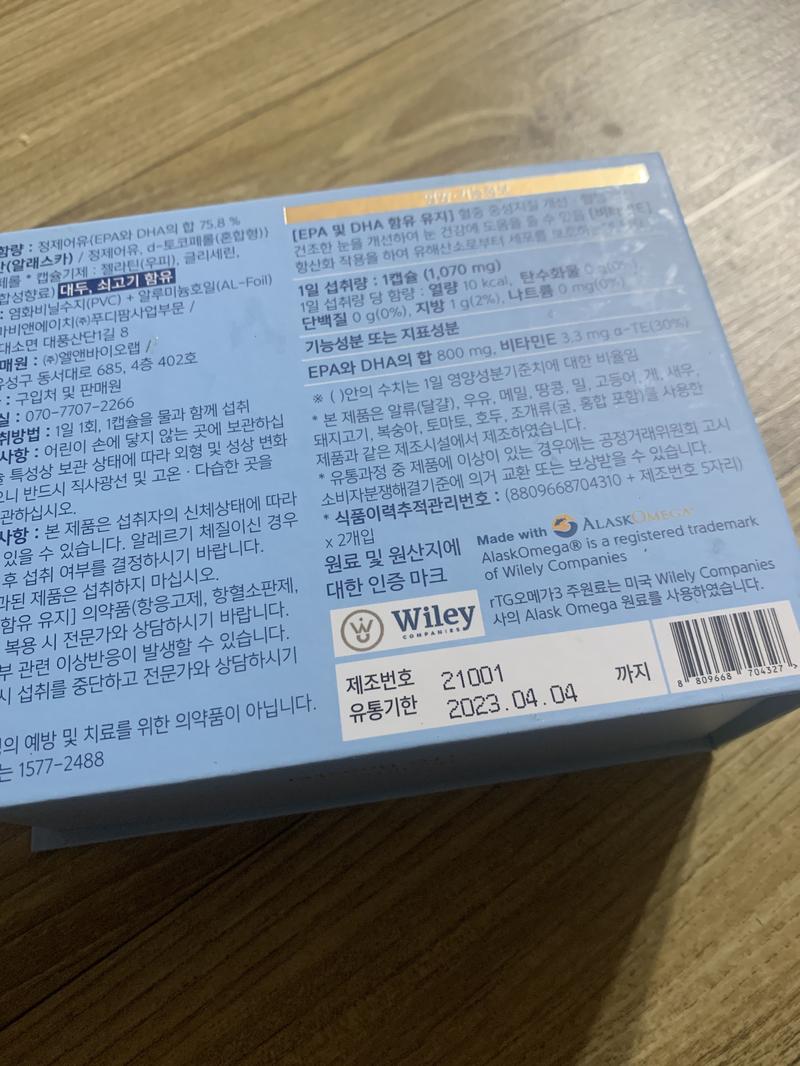 함량 : 정제어유{EPA와 DHA의 합 75.8 %
(알래스카) / 정제어유, d-토코페롤(혼합형)}
페롤 * 캡슐기제 : 젤라틴(우피), 글리세린,
합성향료) 대두, 쇠고기 함유
: 염화비닐수지(PVC) + 알루미늄호일(AL-Foil)
마비앤에이치(주)푸디팜사업부문 /
대소면 대풍산단1길 8
매원 : (주)엘앤바이오랩 /
유성구 동서대로 685, 4층 402호
: 구입처 및 판매원
실 : 070-7707-2266
취방법 : 1일 1회, 1캡슐을 물과 함께 섭취
사항 : 어린이 손에 닿지 않는 곳에 보관하십
특성상 보관 상태에 따라 외형 및 성상 변화
으니 반드시 직사광선 및 고온 · 다습한 곳을
관하십시오.
사항 : 본 제품은 섭취자의 신체상태에 따라
있을 수 있습니다. 알레르기 체질이신 경우
후 섭취 여부를 결정하시기 바랍니다.
과된 제품은 섭취하지 마십시오.
함유 유지] 의약품(항응고제, 항혈소판제,
복용 시 전문가와 상담하시기 바랍니다.
부 관련 이상반응이 발생할 수 있습니다.
시 섭취를 중단하고 전문가와 상담하시기
병의 예방 및 치료를 위한 의약품이 아닙니다.
는 1577-2488
영양·기능정보
[EPA 및 DHA 함유 유지] 혈중 중성지질 개선 · 혈행
건조한 눈을 개선하여 눈 건강에 도움을 줄 수 있음 [비타민E]
항산화 작용을 하여 유해산소로부터 세포를 보호하는데
1일 섭취량 : 1캡슐 (1,070 mg)
1일 섭취량 당 함량 : 열량 10 kcal, 탄수화물 0 g(0%),
단백질 0 g(0%), 지방 1 g(2%), 나트륨 0 mg(0%)
기능성분 또는 지표성분
EPA와 DHA의 합 800 mg, 비타민E 3.3 mg α-TE(30%)
※ ( )안의 수치는 1일 영양성분기준치에 대한 비율임
* 본 제품은 알류(달걀), 우유, 메밀, 땅콩, 밀, 고등어, 게, 새우,
돼지고기, 복숭아, 토마토, 호두, 조개류(굴, 홍합 포함)를 사용한
제품과 같은 제조시설에서 제조하였습니다.
* 유통과정 중 제품에 이상이 있는 경우에는 공정거래위원회 고시
소비자분쟁해결기준에 의거 교환 또는 보상받을 수 있습니다.
* 식품이력추적관리번호 : (8809668704310 + 제조번호 5자리)
x 2개입
원료 및 원산지에
대한 인증 마크
Made with ALASKOMEGA®
AlaskOmega® is a registered trademark
of Wilely Companies
Wiley
COMPANIES
rTG오메가3 주원료는 미국 Wilely Companies
사의 Alask Omega 원료를 사용하였습니다.
제조번호 21001
유통기한 2023.04.04 까지
8 809668 704327 >